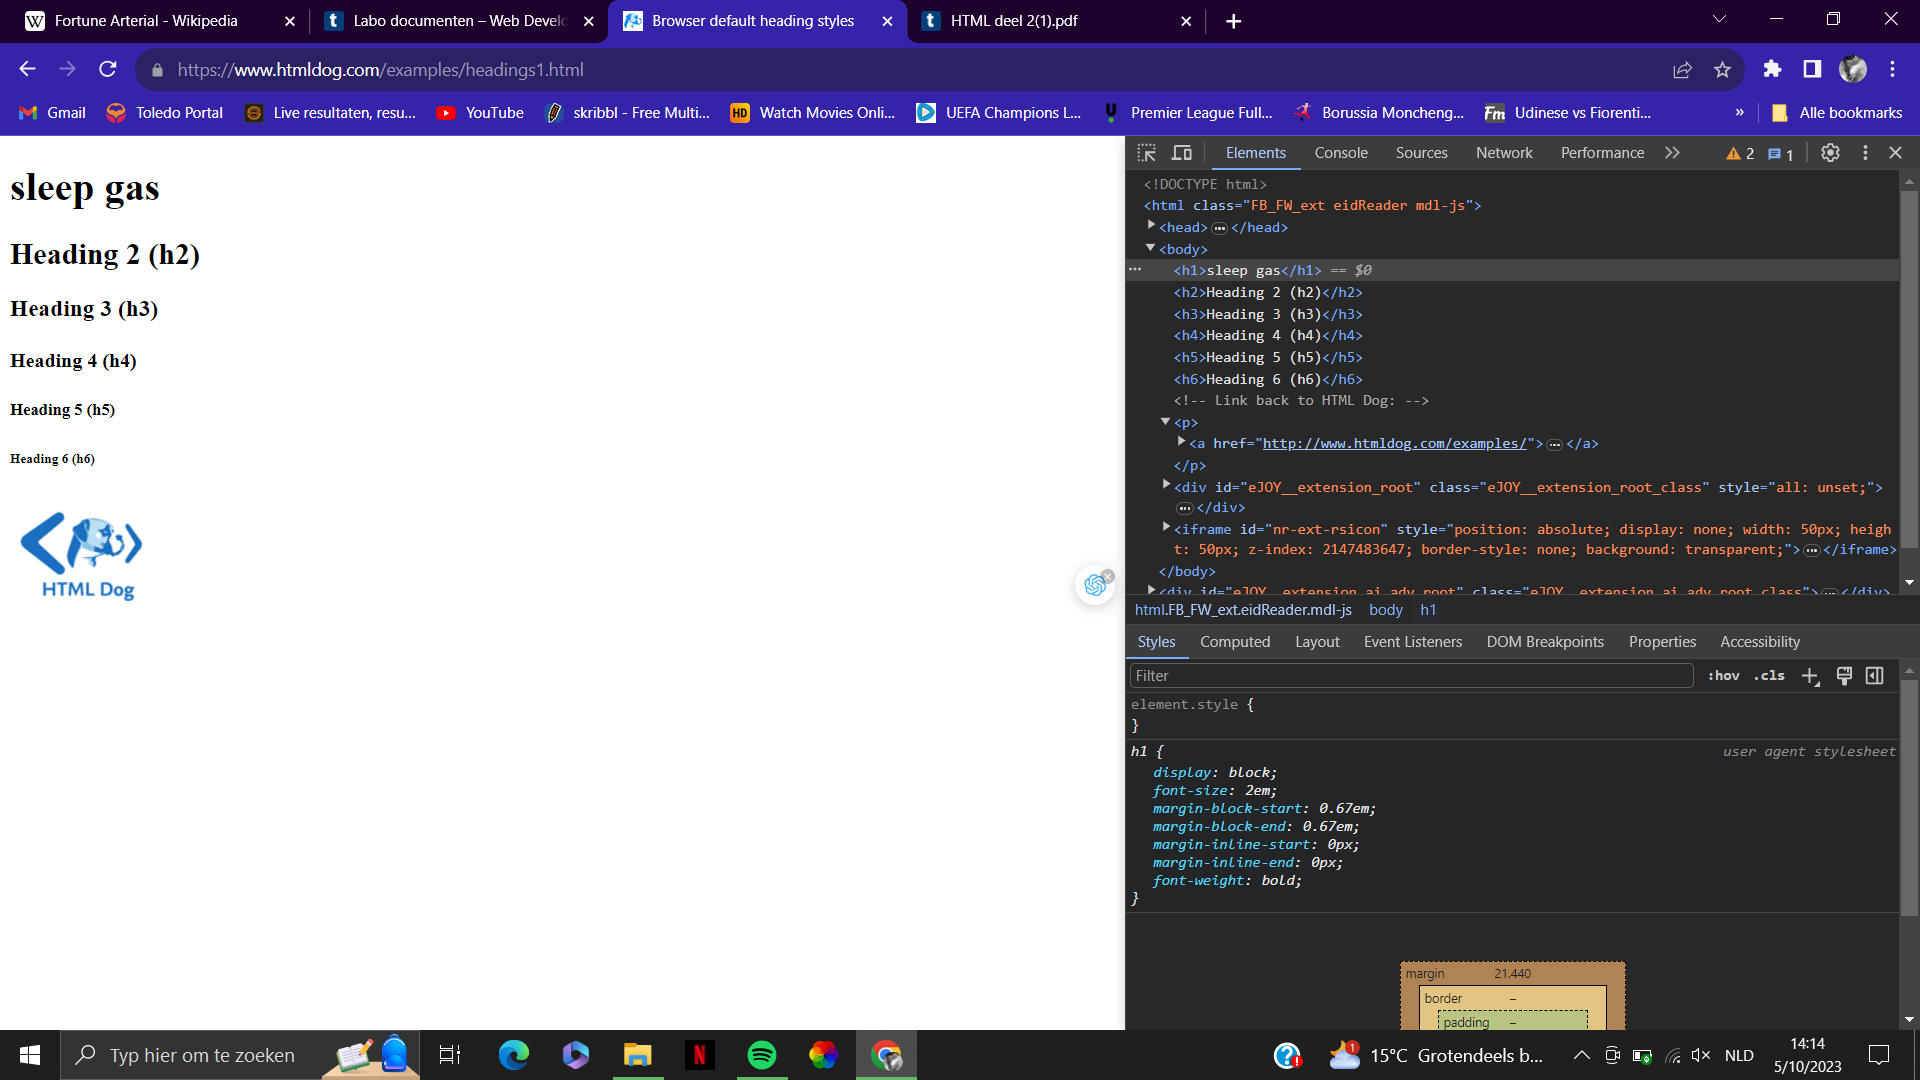 Fortune Arterial - Wikipedia
Labo documenten – Web Develo
Browser default heading styles
HTML deel 2(1).pdf
https://www.htmldog.com/examples/headings1.html
Gmail
Toledo Portal
Live resultaten, resu...
YouTube
skribbl - Free Multi...
Watch Movies Onli...
UEFA Champions L...
Premier League Full...
Borussia Moncheng...
Udinese vs Fiorenti...
»
Alle bookmarks
sleep gas
Heading 2 (h2)
Heading 3 (h3)
Heading 4 (h4)
Heading 5 (h5)
Heading 6 (h6)
HTML Dog
Elements Console Sources Network Performance 2 1
<!DOCTYPE html>
<html class="FB_FW_ext eidReader mdl-js">
<head>…</head>
<body>
<h1>sleep gas</h1> == $0
<h2>Heading 2 (h2)</h2>
<h3>Heading 3 (h3)</h3>
<h4>Heading 4 (h4)</h4>
<h5>Heading 5 (h5)</h5>
<h6>Heading 6 (h6)</h6>
<!-- Link back to HTML Dog: -->
<p>
<a href="http://www.htmldog.com/examples/">…</a>
</p>
<div id="eJOY__extension_root" class="eJOY__extension_root_class" style="all: unset;">
…</div>
<iframe id="nr-ext-rsicon" style="position: absolute; display: none; width: 50px; heigh
t: 50px; z-index: 2147483647; border-style: none; background: transparent;">…</iframe>
</body>
<div id="eJOY__extension_ai_adv_root" class="eJOY__extension_ai_adv_root_class">…</div>
html.FB_FW_ext.eidReader.mdl-js body h1
Styles Computed Layout Event Listeners DOM Breakpoints Properties Accessibility
Filter :hov .cls
element.style {
}
h1 { user agent stylesheet
display: block;
font-size: 2em;
margin-block-start: 0.67em;
margin-block-end: 0.67em;
margin-inline-start: 0px;
margin-inline-end: 0px;
font-weight: bold;
}
margin 21.440
border –
padding –
Typ hier om te zoeken
15°C Grotendeels b...
NLD
14:14
5/10/2023